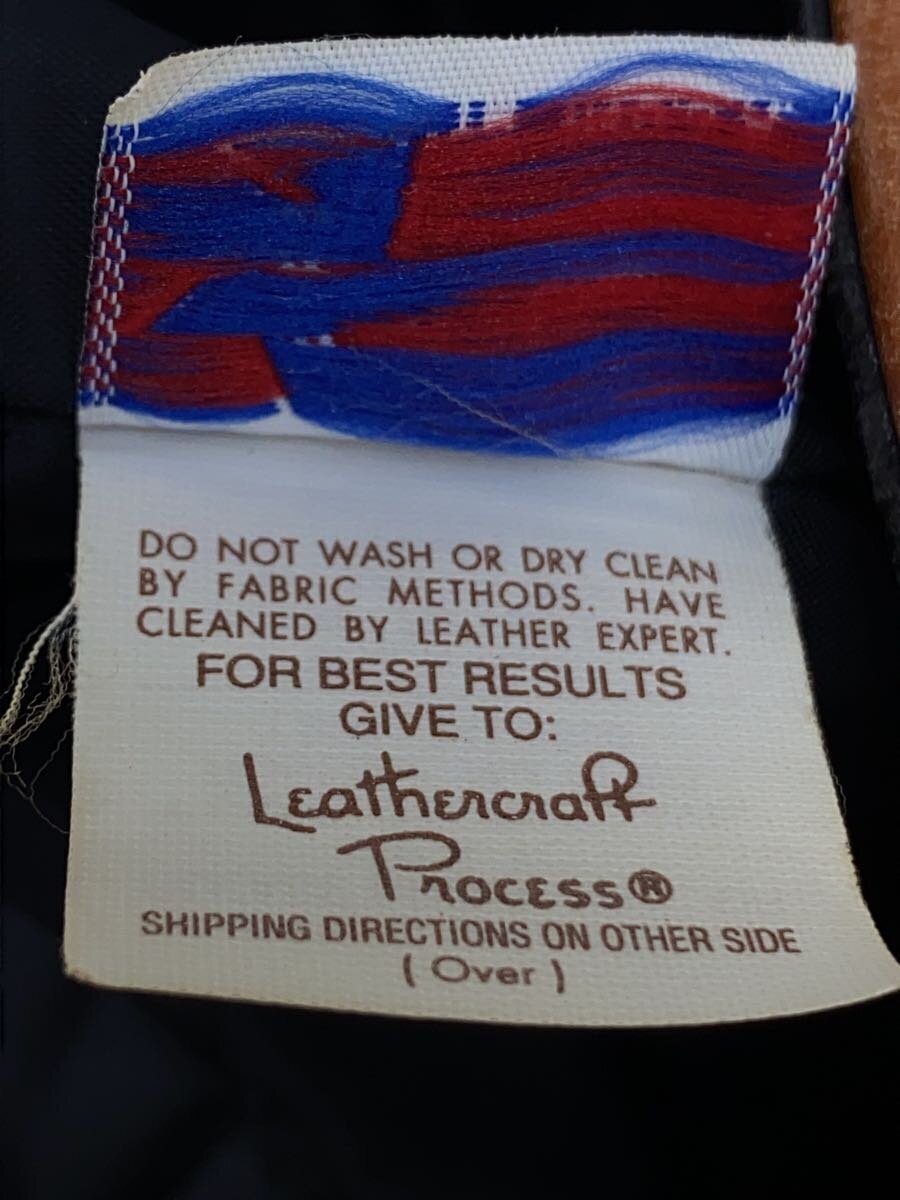 DO NOT WASH OR DRY CLEAN
BY FABRIC METHODS. HAVE
CLEANED BY LEATHER EXPERT.
FOR BEST RESULTS
GIVE TO:
Leathercraft
Process®
SHIPPING DIRECTIONS ON OTHER SIDE
( Over )